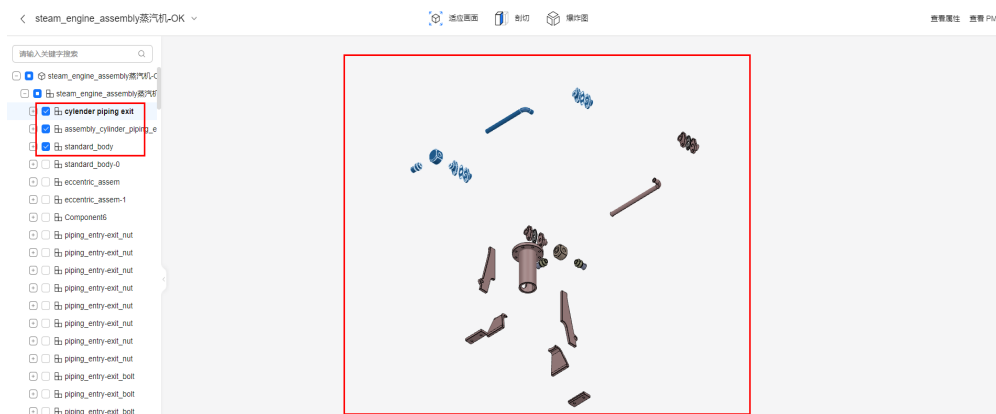 steam_engine_assembly蒸汽机-OK
适应画面
剖切
爆炸图
查看属性
查看 PM
请输入关键字搜索
steam_engine_assembly蒸汽机-C
steam_engine_assembly蒸汽
cylender piping exit
assembly_cylinder_piping_e
standard_body
standard_body-0
eccentric_assem
eccentric_assem-1
Component6
piping_entry-exit_nut
piping_entry-exit_nut
piping_entry-exit_nut
piping_entry-exit_nut
piping_entry-exit_nut
piping_entry-exit_nut
piping_entry-exit_nut
piping_entry-exit_nut
piping_entry-exit_bolt
piping_entry-exit_bolt
piping_entry-exit_bolt